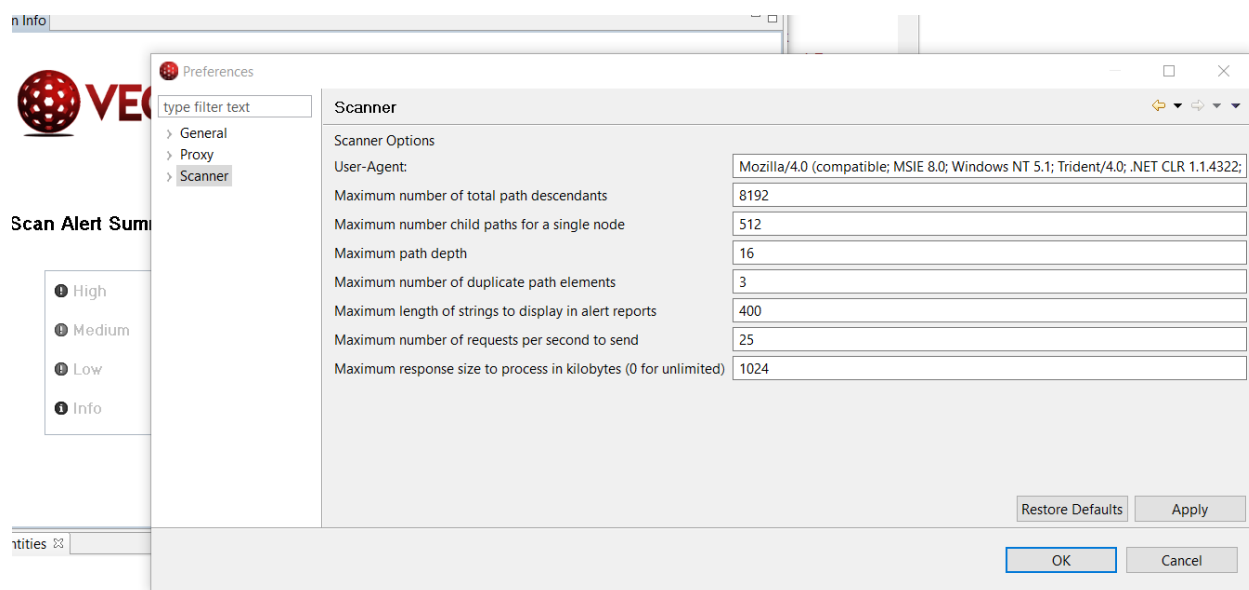 n Info
Preferences
VE
type filter text
Scanner
General
Proxy
Scanner
Scanner Options
User-Agent: Mozilla/4.0 (compatible; MSIE 8.0; Windows NT 5.1; Trident/4.0; .NET CLR 1.1.4322;
Maximum number of total path descendants 8192
Maximum number child paths for a single node 512
Maximum path depth 16
Maximum number of duplicate path elements 3
Maximum length of strings to display in alert reports 400
Maximum number of requests per second to send 25
Maximum response size to process in kilobytes (0 for unlimited) 1024
Scan Alert Sum
High
Medium
Low
Info
Restore Defaults Apply
ntities
OK Cancel